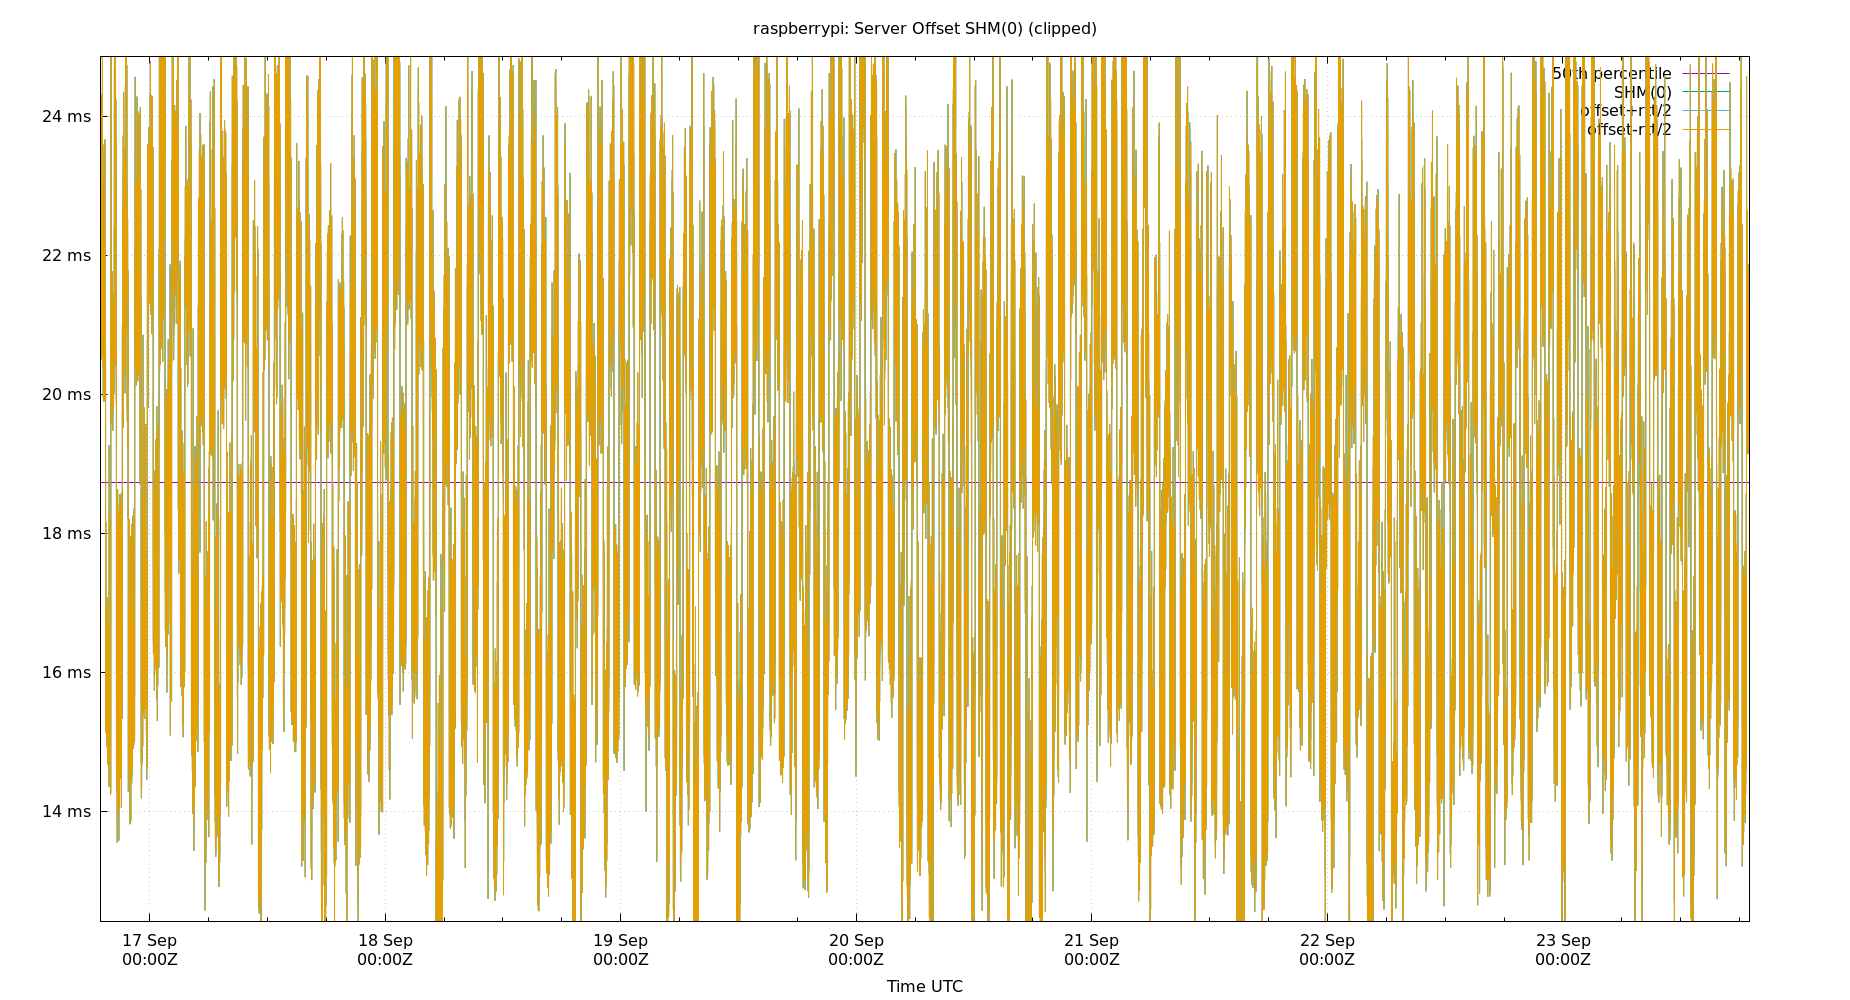 raspberrypi: Server Offset SHM(0) (clipped)
50th percentile
SHM(0)
offset+rtt/2
offset-rtt/2
24 ms
22 ms
20 ms
18 ms
16 ms
14 ms
17 Sep
00:00Z
18 Sep
00:00Z
19 Sep
00:00Z
20 Sep
00:00Z
21 Sep
00:00Z
22 Sep
00:00Z
23 Sep
00:00Z
Time UTC